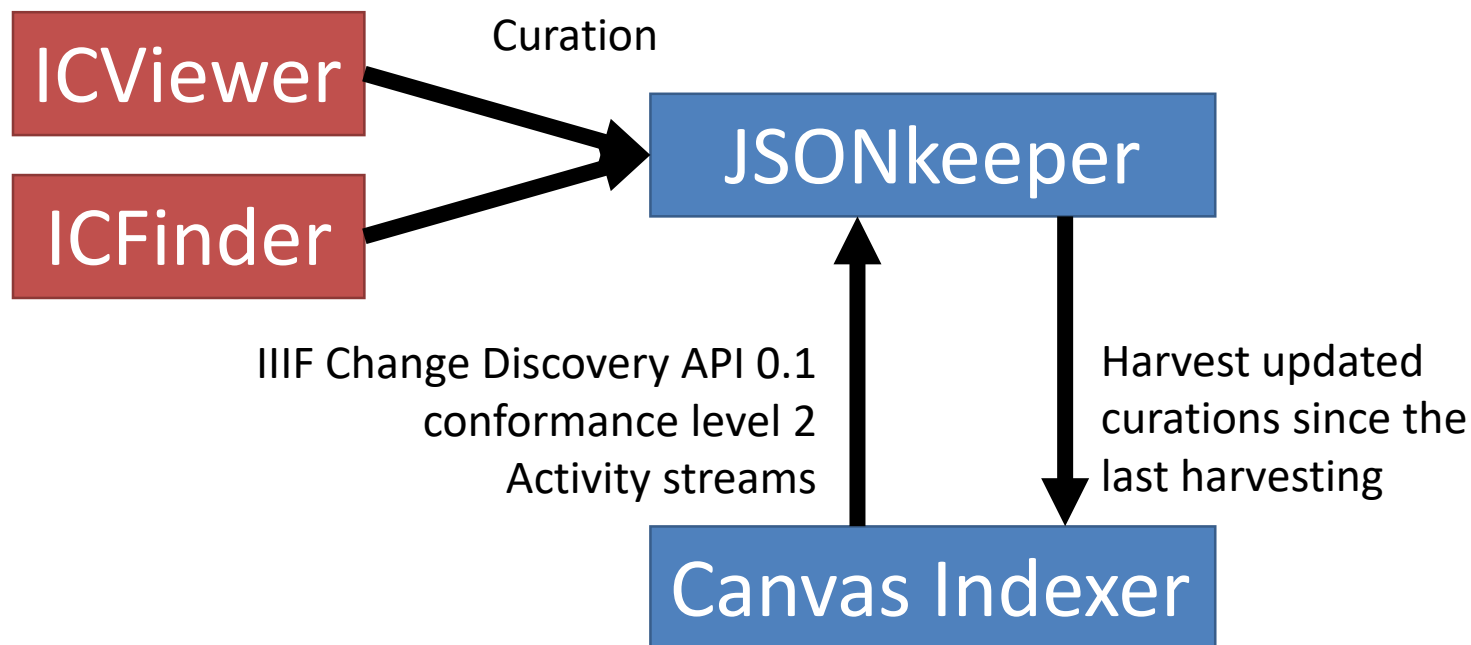 ICViewer
Curation
JSONkeeper
ICFinder
IIIF Change Discovery API 0.1
conformance level 2
Activity streams
Harvest updated
curations since the
last harvesting
Canvas Indexer